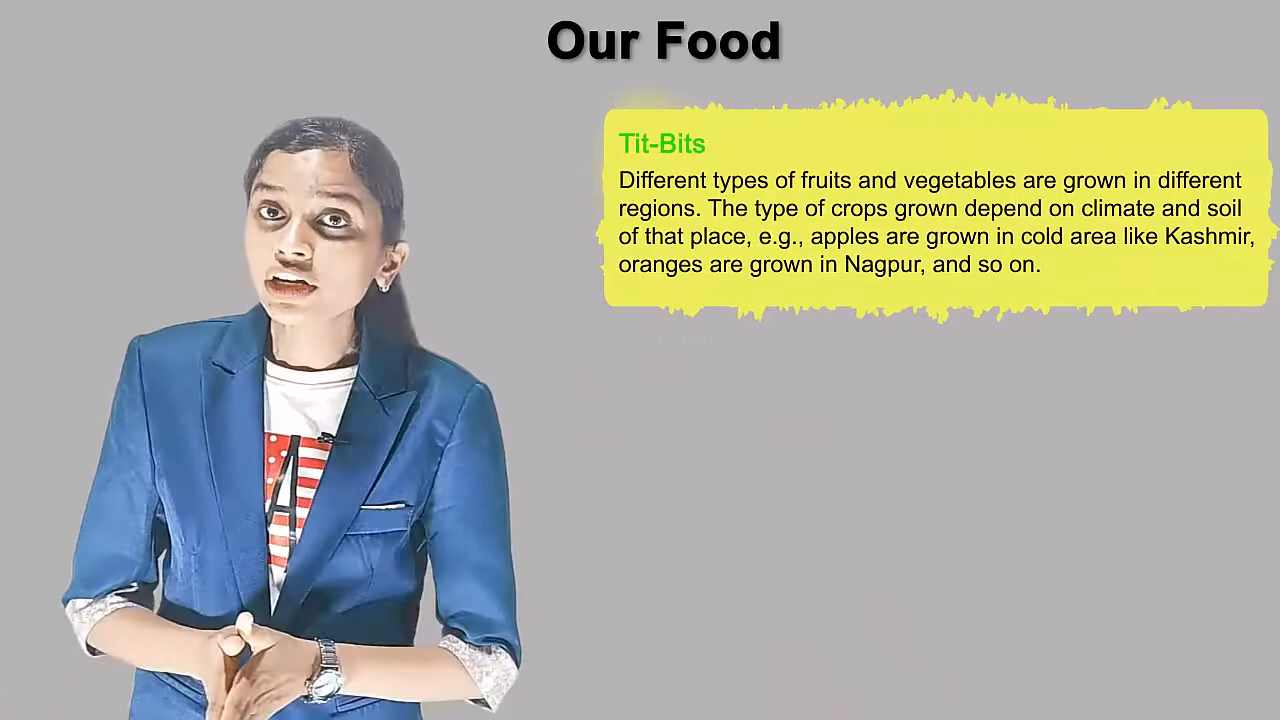 Our Food
Tit-Bits
Different types of fruits and vegetables are grown in different
regions. The type of crops grown depend on climate and soil
of that place, e.g., apples are grown in cold area like Kashmir,
oranges are grown in Nagpur, and so on.
A